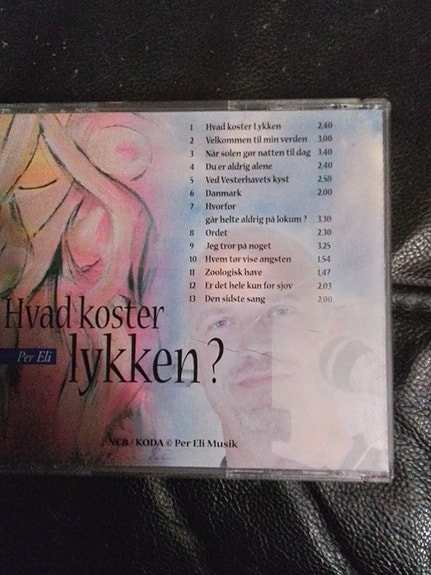 1 Hvad koster Lykken 2,40
2 Velkommen til min verden 3,00
3 Når solen gør natten til dag 3,40
4 Du er aldrig alene 2,40
5 Ved Vesterhavets kyst 2,50
6 Danmark 2,00
7 Hvorfor
går helte aldrig på lokum ? 3,30
8 Ordet 2,30
9 Jeg tror på noget 3,25
10 Hvem tør vise angsten 1,54
11 Zoologisk have 1,47
12 Er det hele kun for sjov 2,03
13 Den sidste sang 2,00
Hvad koster
Per Eli lykken?
NCB / KODA © Per Eli Musik